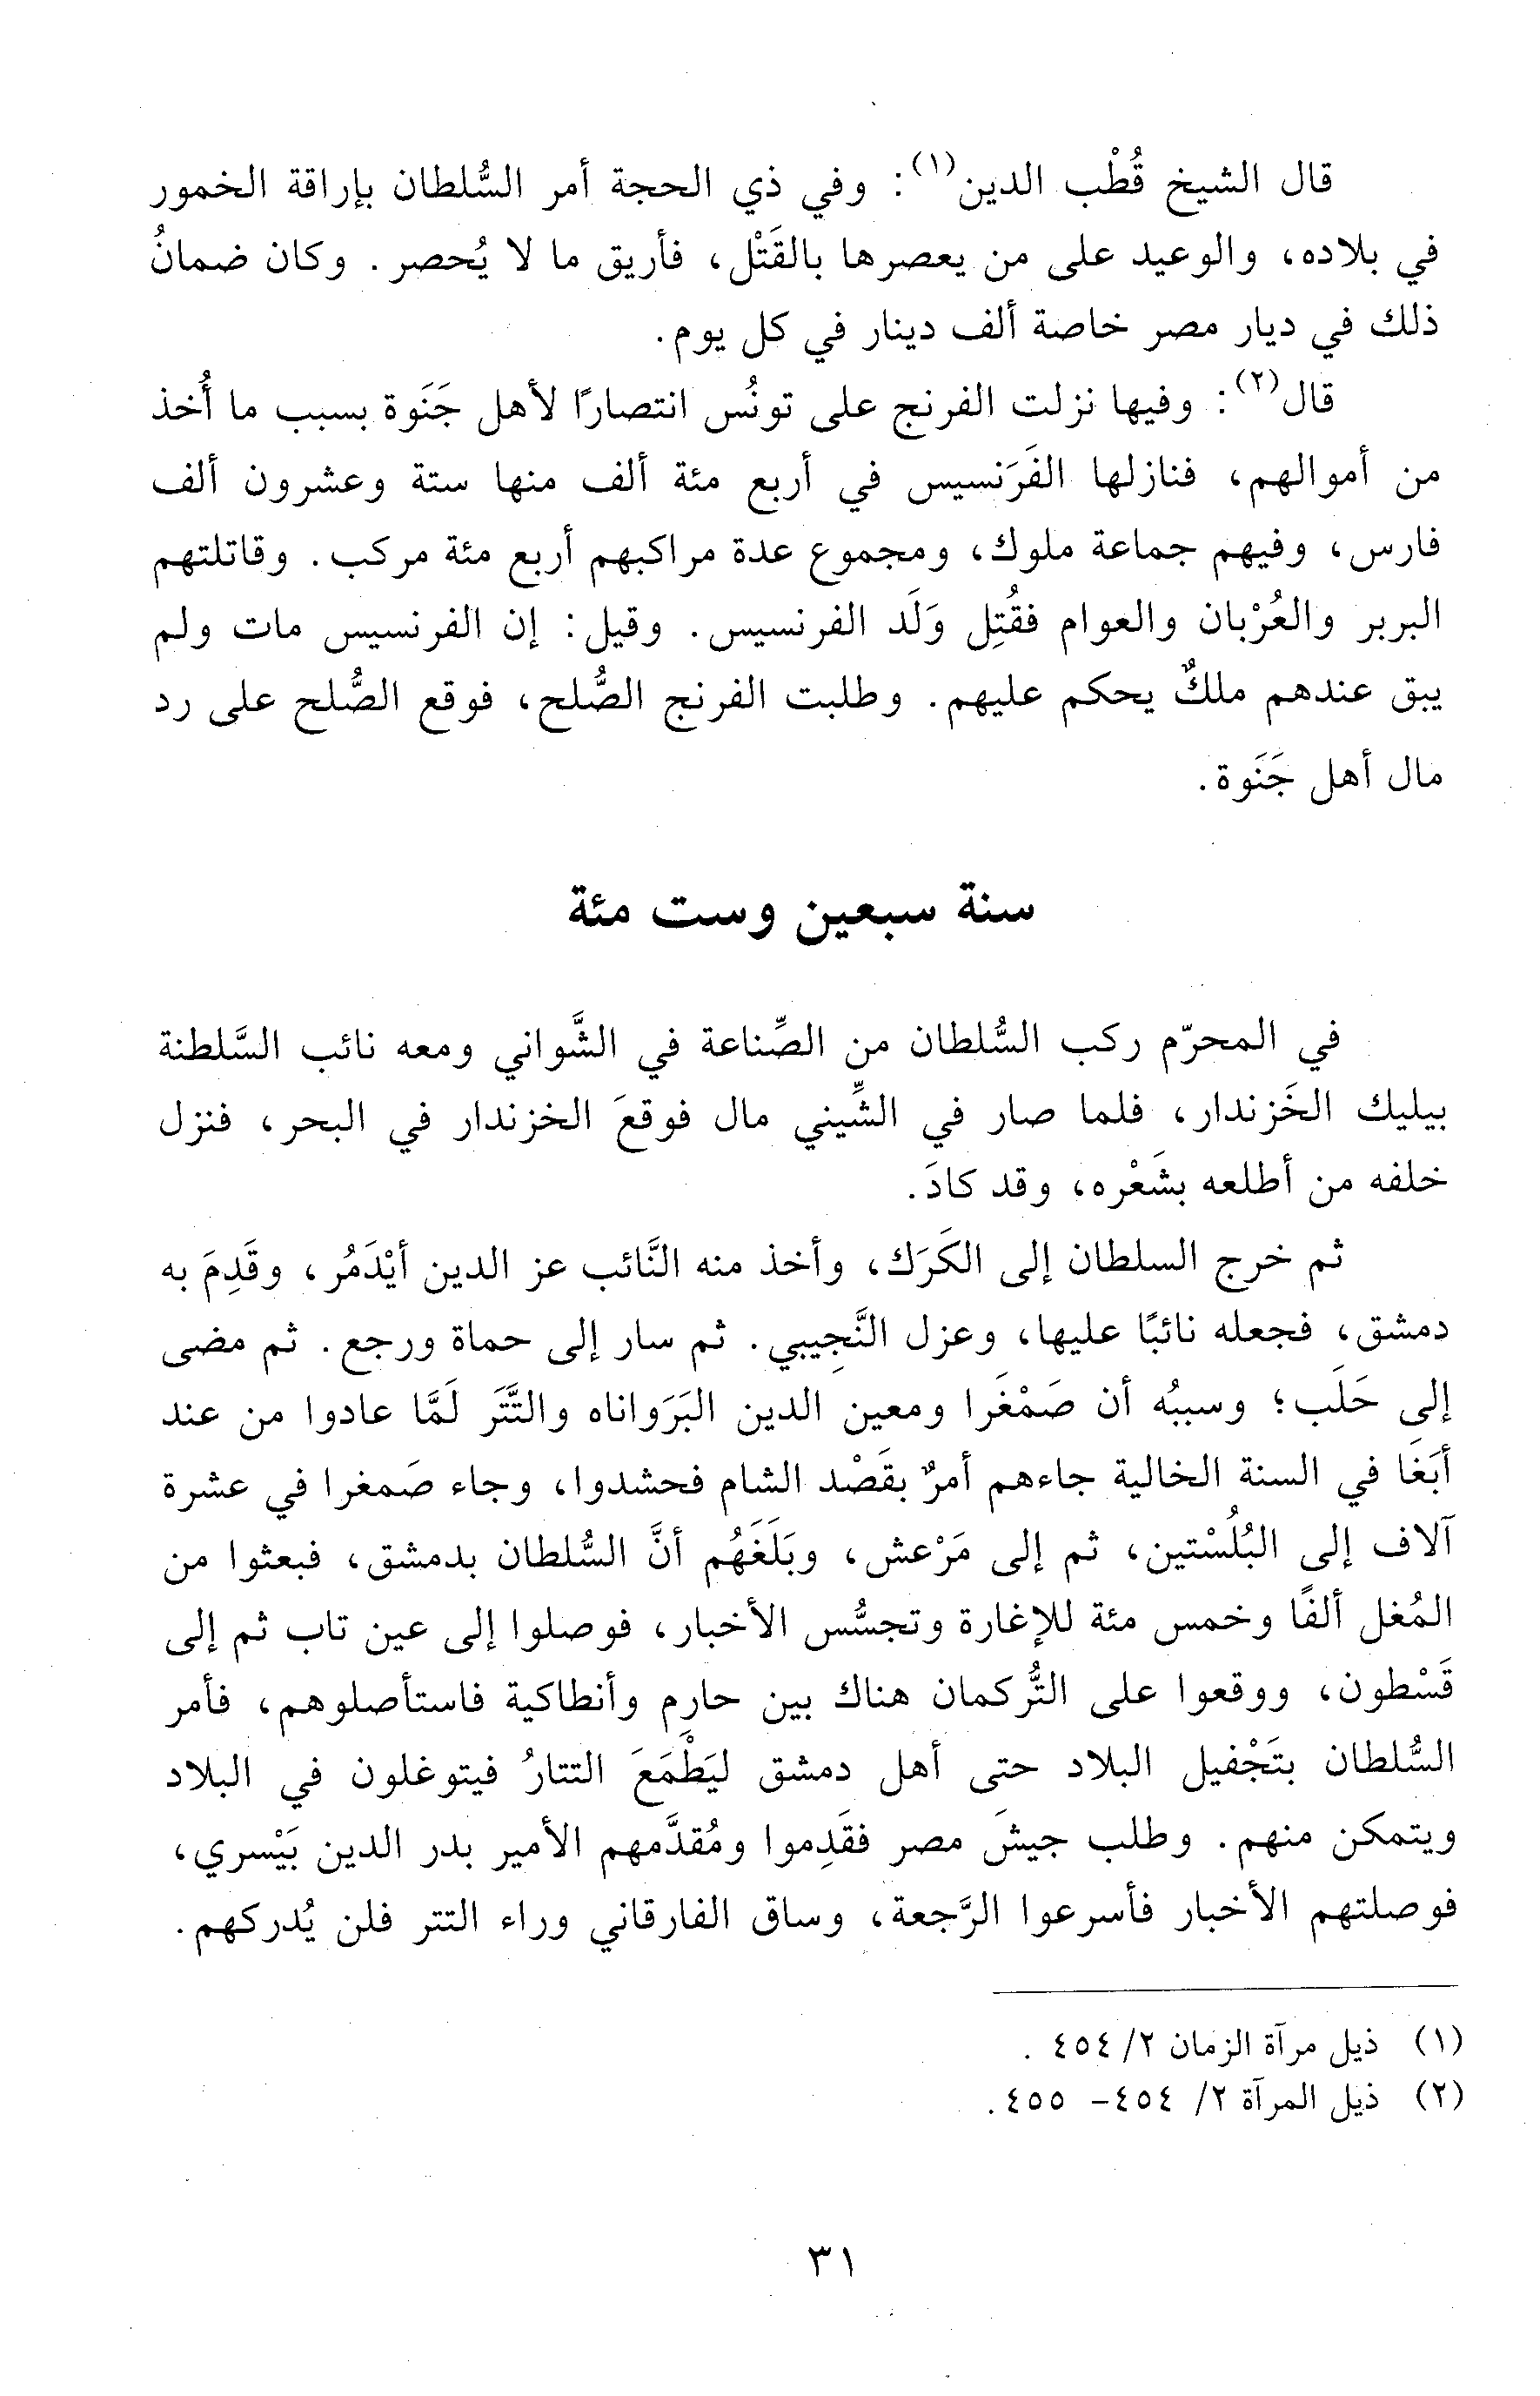 قال الشيخ قُطْب الدين(١): وفي ذي الحجة أمر السُّلطان بإراقة الخمور
في بلاده، والوعيد على من يعصرها بالقَتْل، فأريق ما لا يُحصر. وكان ضمانُ
ذلك في ديار مصر خاصة ألف دينار في كل يوم.
قال(٢): وفيها نزلت الفرنج على تونُس انتصارًا لأهل جَنَوة بسبب ما أُخذ
من أموالهم، فنازلها الفَرَنسيس في أربع مئة ألف منها ستة وعشرون ألف
فارس، وفيهم جماعة ملوك، ومجموع عدة مراكبهم أربع مئة مركب. وقاتلتهم
البربر والعُرْبان والعوام فقُتِل وَلَد الفرنسيس. وقيل: إن الفرنسيس مات ولم
يبق عندهم ملكٌ يحكم عليهم. وطلبت الفرنج الصُّلح، فوقع الصُّلح على رد
مال أهل جَنَوة.
سنة سبعين وست مئة
في المحرّم ركب السُّلطان من الصِّناعة في الشَّواني ومعه نائب السَّلطنة
بيليك الخَزندار، فلما صار في الشِّيني مال فوقعَ الخزندار في البحر، فنزل
خلفه من أطلعه بشَعْره، وقد كادَ.
ثم خرج السلطان إلى الكَرَك، وأخذ منه النَّائب عز الدين أيْدَمُر، وقَدِمَ به
دمشق، فجعله نائبًا عليها، وعزل النَّجِيبي. ثم سار إلى حماة ورجع. ثم مضى
إلى حَلَب؛ وسببُه أن صَمْغَرا ومعين الدين البَرَواناه والتَّتَر لَمَّا عادوا من عند
أبَغَا في السنة الخالية جاءهم أمرٌ بقَصْد الشام فحشدوا، وجاء صَمغرا في عشرة
آلاف إلى البُلُسْتين، ثم إلى مَرْعش، وبَلَغَهُم أنَّ السُّلطان بدمشق، فبعثوا من
المُغل ألفًا وخمس مئة للإغارة وتجسُّس الأخبار، فوصلوا إلى عين تاب ثم إلى
قَسْطون، ووقعوا على التُّركمان هناك بين حارِم وأنطاكية فاستأصلوهم، فأمر
السُّلطان بتَجْفيل البلاد حتى أهل دمشق ليَطْمَعَ التتارُ فيتوغلون في البلاد
ويتمكن منهم. وطلب جيشَ مصر فقَدِموا ومُقدَّمهم الأمير بدر الدين بَيْسري،
فوصلتهم الأخبار فأسرعوا الرَّجعة، وساق الفارقاني وراء التتر فلن يُدركهم.
(١) ذيل مرآة الزمان ٢/ ٤٥٤ .
(٢) ذيل المرآة ٢/ ٤٥٤- ٤٥٥ .
٣١